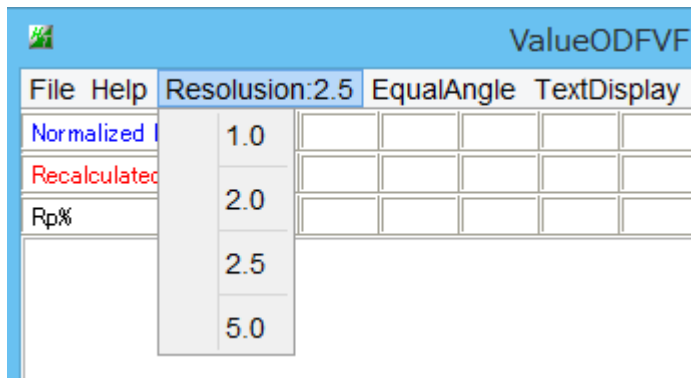 ValueODFVF
File Help Resolusion:2.5 EqualAngle TextDisplay
Normalized
1.0
Recalculated
2.0
Rp%
2.5
5.0